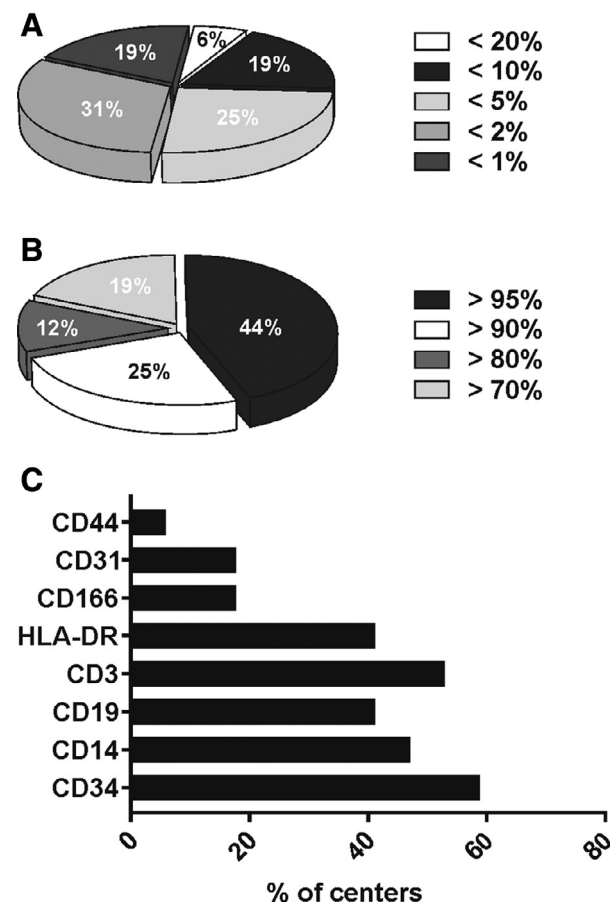 A
6%
19%
19%
31%
25%
< 20%
< 10%
< 5%
< 2%
< 1%
B
19%
44%
12%
25%
> 95%
> 90%
> 80%
> 70%
C
CD44
CD31
CD166
HLA-DR
CD3
CD19
CD14
CD34
0
20
40
60
80
% of centers